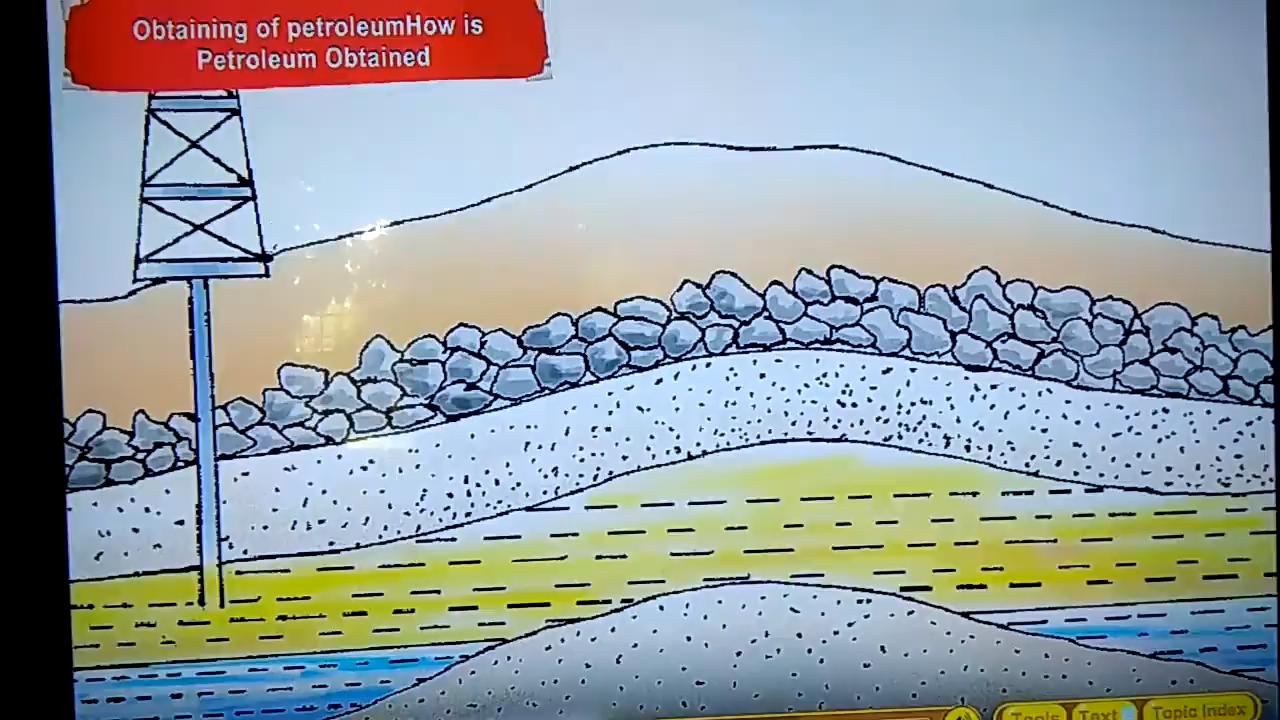 Obtaining of petroleumHow is
Petroleum Obtained
Tools
Text
Topic Index